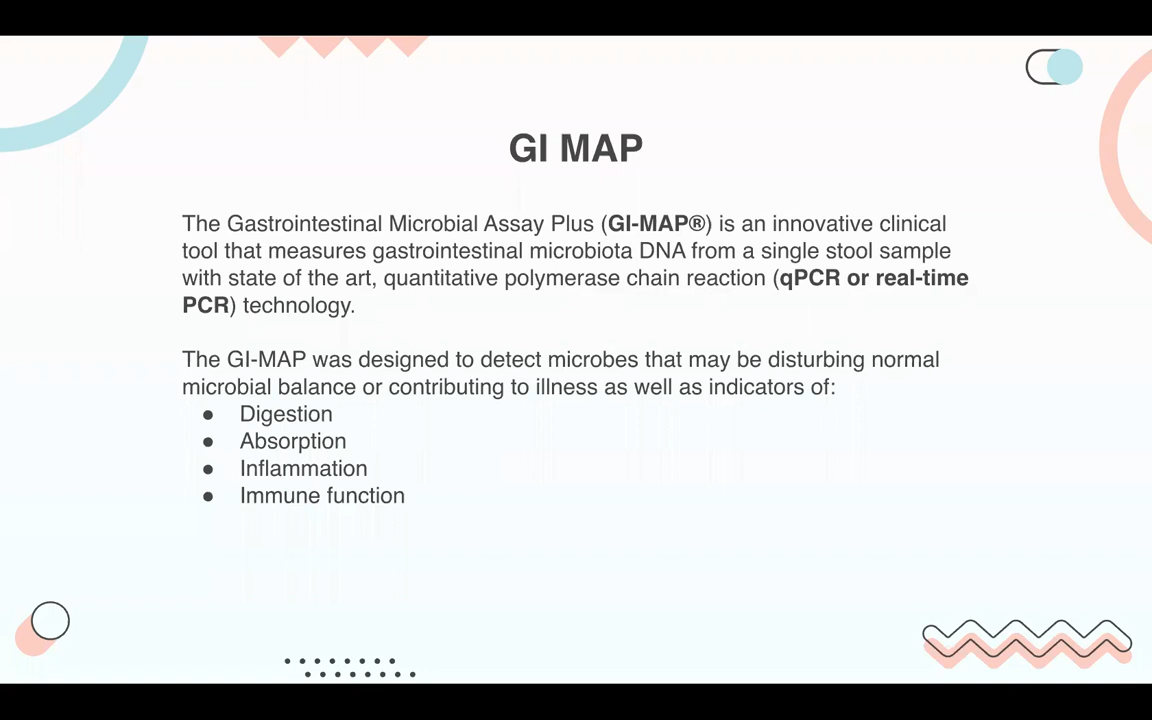 GI MAP
The Gastrointestinal Microbial Assay Plus (GI-MAP®) is an innovative clinical
tool that measures gastrointestinal microbiota DNA from a single stool sample
with state of the art, quantitative polymerase chain reaction (qPCR or real-time
PCR) technology.
The GI-MAP was designed to detect microbes that may be disturbing normal
microbial balance or contributing to illness as well as indicators of:
● Digestion
● Absorption
● Inflammation
● Immune function